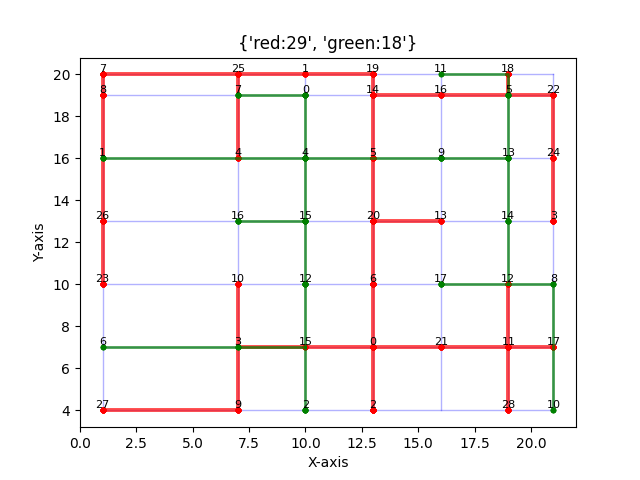 {'red:29', 'green:18'}
20 7 25 1 19 11 18
18 8 7 0 14 16 5 22
16 1 4 4 5 9 13 24
14
26 16 15 20 13 14 3
12
10 23 10 12 6 17 12 8
8
6 3 15 0 21 11 17
6
4 27 9 2 2 28 10
0.0 2.5 5.0 7.5 10.0 12.5 15.0 17.5 20.0
X-axis
Y-axis